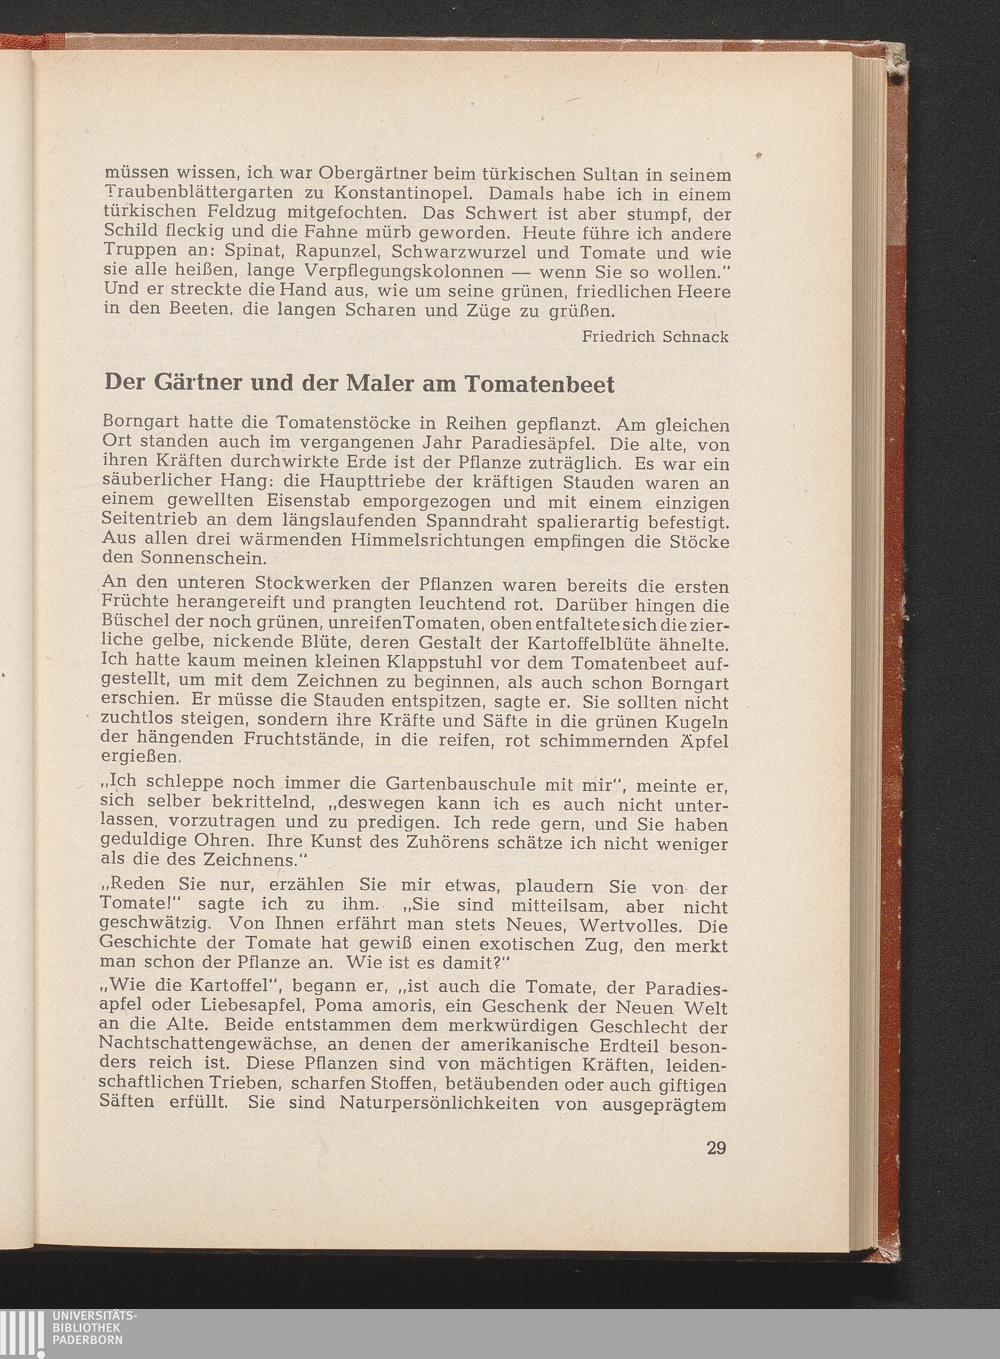 müssen wissen, ich war Obergärtner beim türkischen Sultan in seinem
Traubenblättergarten zu Konstantinopel. Damals habe ich in einem
türkischen Feldzug mitgefochten. Das Schwert ist aber stumpf, der
Schild fleckig und die Fahne mürb geworden. Heute führe ich andere
Truppen an: Spinat, Rapunzel, Schwarzwurzel und Tomate und wie
sie alle heißen, lange Verpflegungskolonnen — wenn Sie so wollen."
Und er streckte die Hand aus, wie um seine grünen, friedlichen Heere
in den Beeten, die langen Scharen und Züge zu grüßen.
Friedrich Schnack
Der Gärtner und der Maler am Tomatenbeet
Borngart hatte die Tomatenstöcke in Reihen gepflanzt. Am gleichen
Ort standen auch im vergangenen Jahr Paradiesäpfel. Die alte, von
ihren Kräften durchwirkte Erde ist der Pflanze zuträglich. Es war ein
säuberlicher Hang: die Haupttriebe der kräftigen Stauden waren an
einem gewellten Eisenstab emporgezogen und mit einem einzigen
Seitentrieb an dem längslaufenden Spanndraht spalierartig befestigt.
Aus allen drei wärmenden Himmelsrichtungen empfingen die Stöcke
den Sonnenschein.
An den unteren Stockwerken der Pflanzen waren bereits die ersten
Früchte herangereift und prangten leuchtend rot. Darüber hingen die
Büschel der noch grünen, unreifen Tomaten, oben entfaltete sich die zier-
liche gelbe, nickende Blüte, deren Gestalt der Kartoffelblüte ähnelte.
Ich hatte kaum meinen kleinen Klappstuhl vor dem Tomatenbeet auf-
gestellt, um mit dem Zeichnen zu beginnen, als auch schon Borngart
erschien. Er müsse die Stauden entspitzen, sagte er. Sie sollten nicht
zuchtlos steigen, sondern ihre Kräfte und Säfte in die grünen Kugeln
der hängenden Fruchtstände, in die reifen, rot schimmernden Äpfel
ergießen.
„Ich schleppe noch immer die Gartenbauschule mit mir", meinte er,
sich selber bekrittelnd, „deswegen kann ich es auch nicht unter-
lassen, vorzutragen und zu predigen. Ich rede gern, und Sie haben
geduldige Ohren. Ihre Kunst des Zuhörens schätze ich nicht weniger
als die des Zeichnens."
„Reden Sie nur, erzählen Sie mir etwas, plaudern Sie von der
Tomate!" sagte ich zu ihm. „Sie sind mitteilsam, aber nicht
geschwätzig. Von Ihnen erfährt man stets Neues, Wertvolles. Die
Geschichte der Tomate hat gewiß einen exotischen Zug, den merkt
man schon der Pflanze an. Wie ist es damit?"
„Wie die Kartoffel", begann er, „ist auch die Tomate, der Paradies-
apfel oder Liebesapfel, Poma amoris, ein Geschenk der Neuen Welt
an die Alte. Beide entstammen dem merkwürdigen Geschlecht der
Nachtschattengewächse, an denen der amerikanische Erdteil beson-
ders reich ist. Diese Pflanzen sind von mächtigen Kräften, leiden-
schaftlichen Trieben, scharfen Stoffen, betäubenden oder auch giftigen
Säften erfüllt. Sie sind Naturpersönlichkeiten von ausgeprägtem
29
UNIVERSITÄTS-
BIBLIOTHEK
PADERBORN